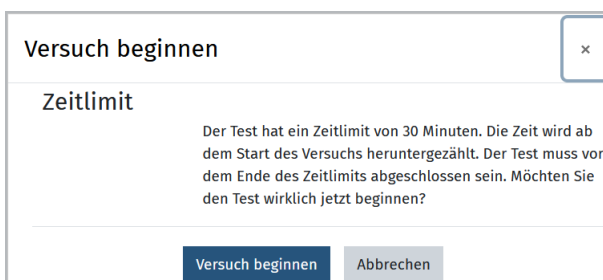 Versuch beginnen
×
Zeitlimit
Der Test hat ein Zeitlimit von 30 Minuten. Die Zeit wird ab
dem Start des Versuchs heruntergezählt. Der Test muss vor
dem Ende des Zeitlimits abgeschlossen sein. Möchten Sie
den Test wirklich jetzt beginnen?
Versuch beginnen Abbrechen